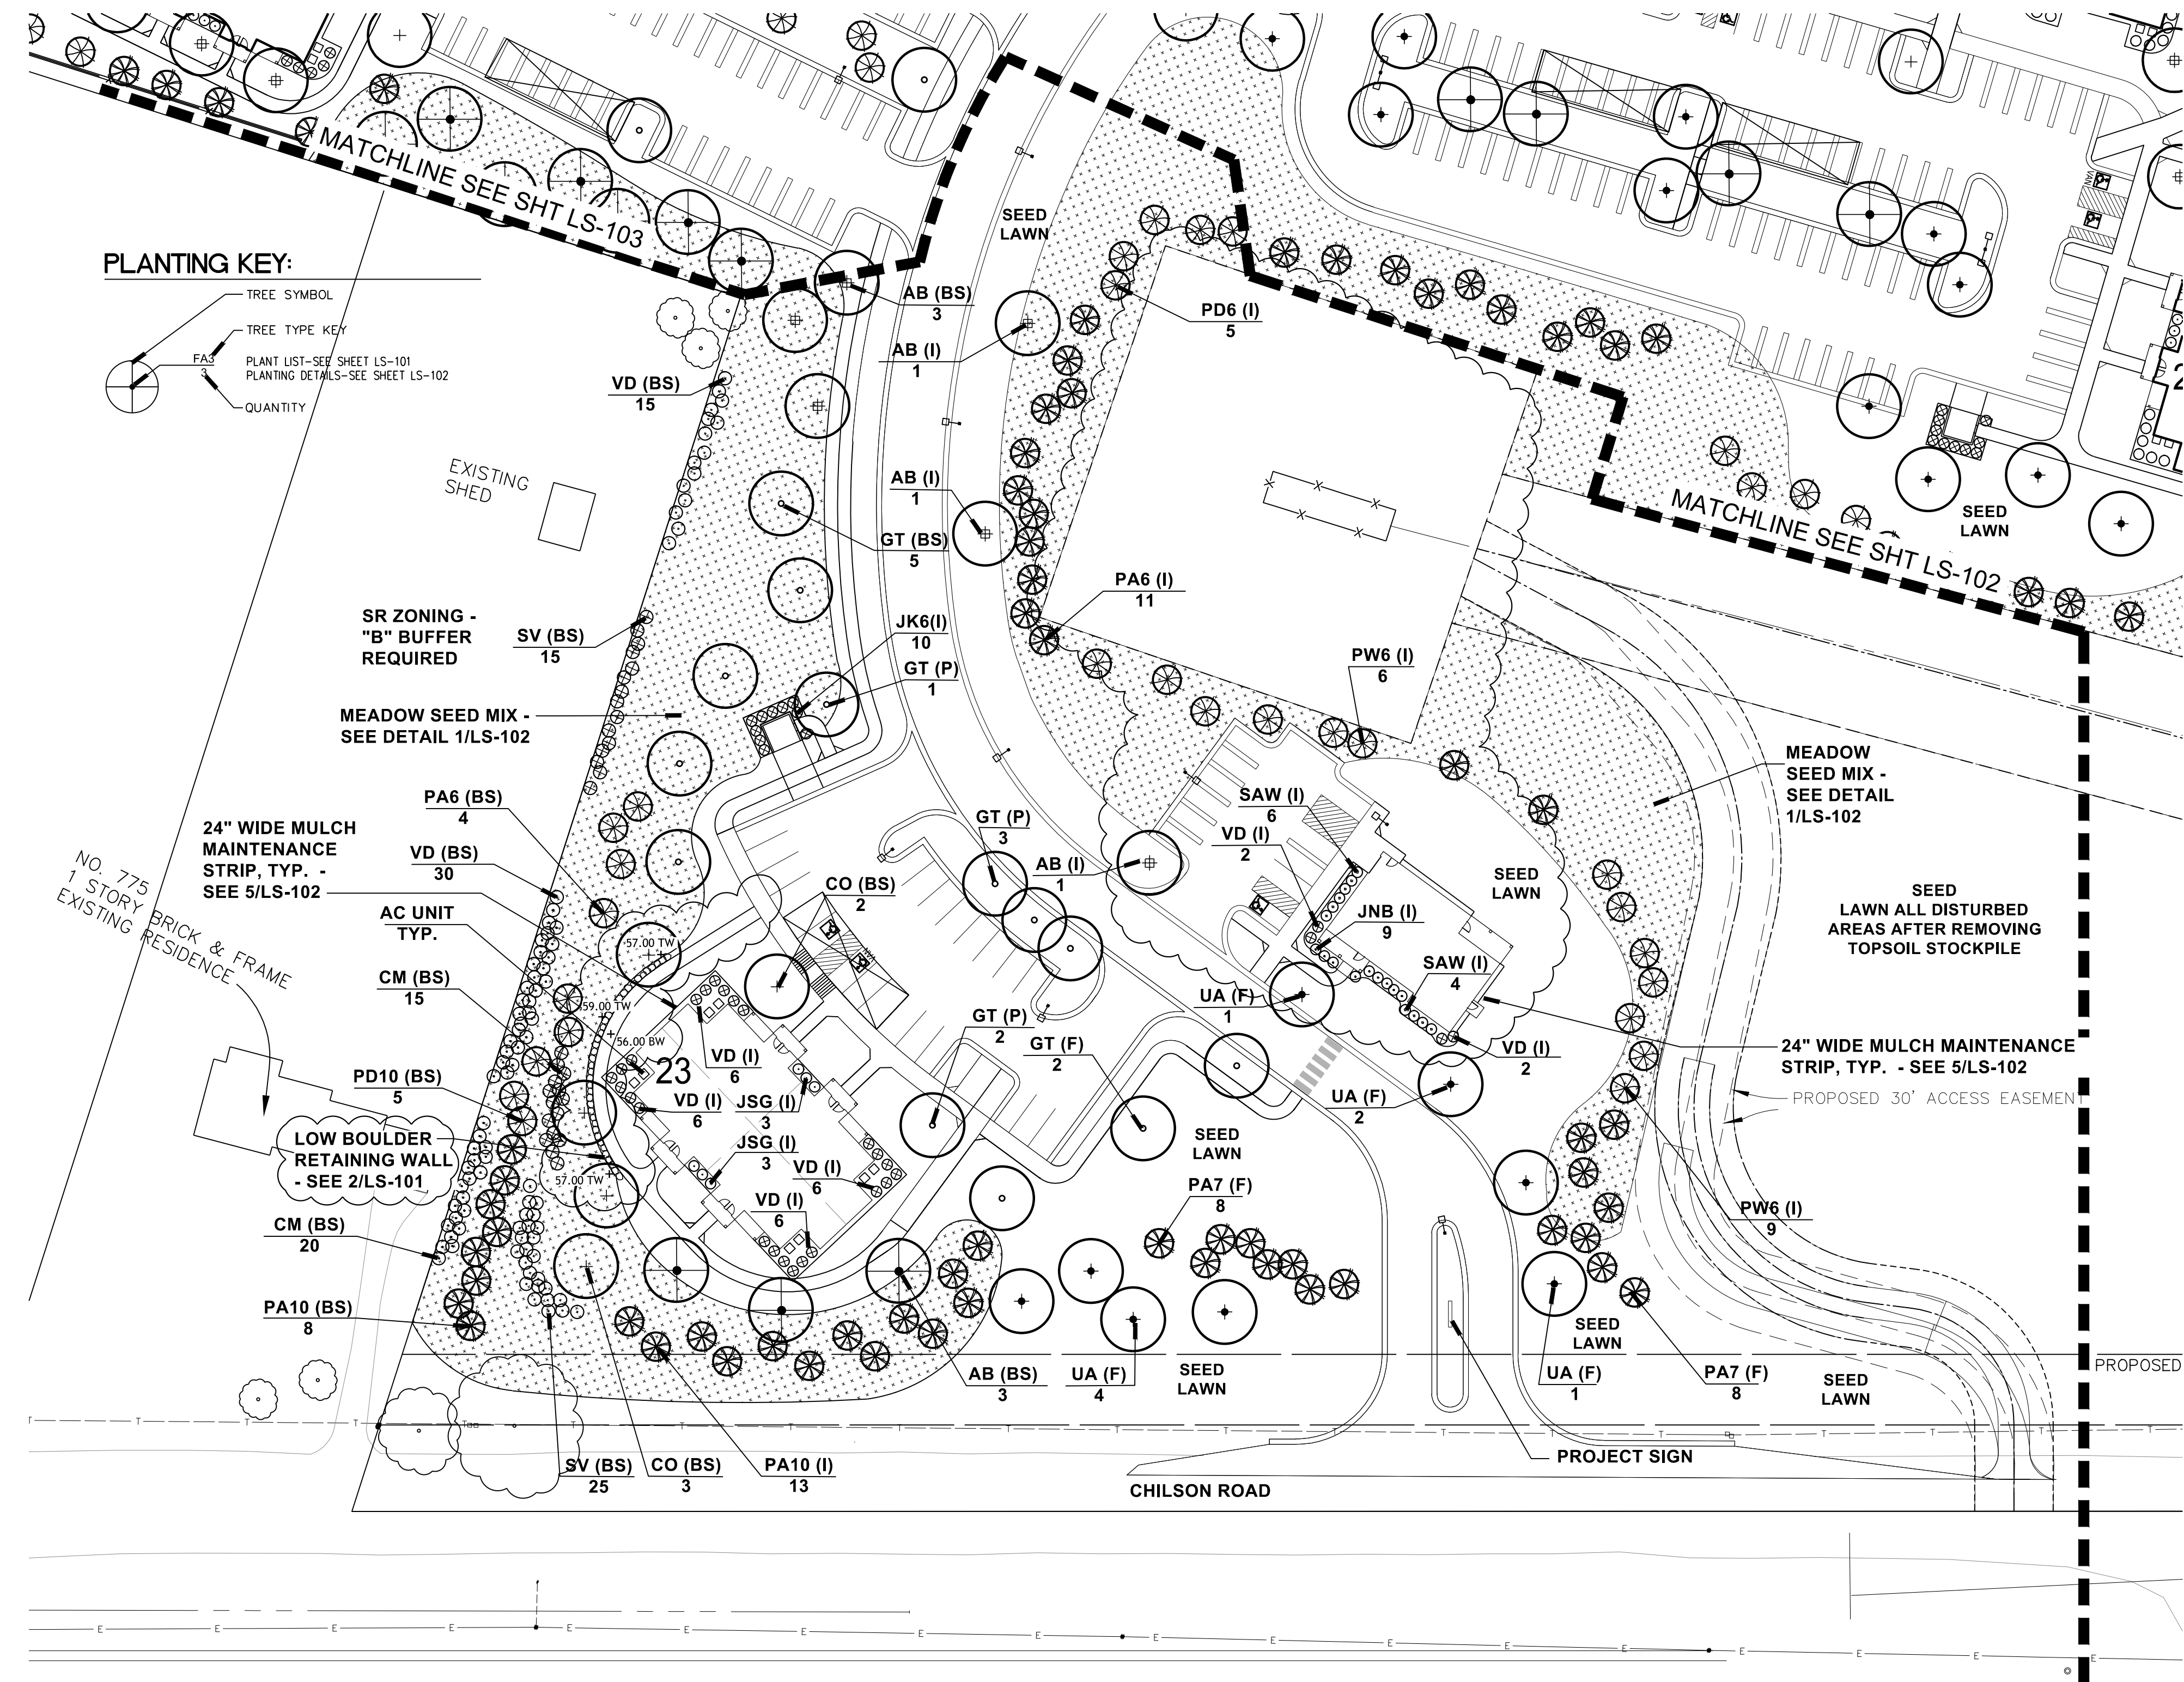 MATCHLINE SEE SHT LS-103
PLANTING KEY:
TREE SYMBOL
TREE TYPE KEY
FA3
3
PLANT LIST-SEE SHEET LS-101
PLANTING DETAILS-SEE SHEET LS-102
QUANTITY
SEED
LAWN
AB (BS)
3
PD6 (I)
5
AB (I)
1
VD (BS)
15
VAN
2
EXISTING
SHED
AB (I)
1
GT (BS)
5
MATCHLINE SEE SHT LS-102
SEED
LAWN
PA6 (I)
11
SR ZONING -
"B" BUFFER
REQUIRED
SV (BS)
15
JK6(I)
10
GT (P)
1
PW6 (I)
6
MEADOW SEED MIX -
SEE DETAIL 1/LS-102
MEADOW
SEED MIX -
SEE DETAIL
1/LS-102
PA6 (BS)
4
24" WIDE MULCH
MAINTENANCE
STRIP, TYP. -
SEE 5/LS-102
VD (BS)
30
GT (P)
3
SAW (I)
6
VD (I)
2
AB (I)
1
NO. 775
1 STORY BRICK & FRAME
EXISTING RESIDENCE
CO (BS)
2
SEED
LAWN
SEED
LAWN ALL DISTURBED
AREAS AFTER REMOVING
TOPSOIL STOCKPILE
AC UNIT
TYP.
JNB (I)
9
57.00 TW
CM (BS)
15
SAW (I)
4
59.00 TW
UA (F)
1
56.00 BW
GT (P)
2
GT (F)
2
23
VD (I)
6
VD (I)
2
24" WIDE MULCH MAINTENANCE
STRIP, TYP. - SEE 5/LS-102
PD10 (BS)
5
VD (I)
6
JSG (I)
3
UA (F)
2
PROPOSED 30' ACCESS EASEMENT
LOW BOULDER
RETAINING WALL
- SEE 2/LS-101
JSG (I)
3
SEED
LAWN
VD (I)
6
57.00 TW
PA7 (F)
8
VD (I)
6
PW6 (I)
9
CM (BS)
20
PA10 (BS)
8
SEED
LAWN
AB (BS)
3
UA (F)
4
SEED
LAWN
UA (F)
1
PA7 (F)
8
SEED
LAWN
PROPOSED
T T T T T T T T T T T T T T T T T T T T
SV (BS)
25
CO (BS)
3
PA10 (I)
13
PROJECT SIGN
CHILSON ROAD
E E E E E E E E E E E E E E E E E E